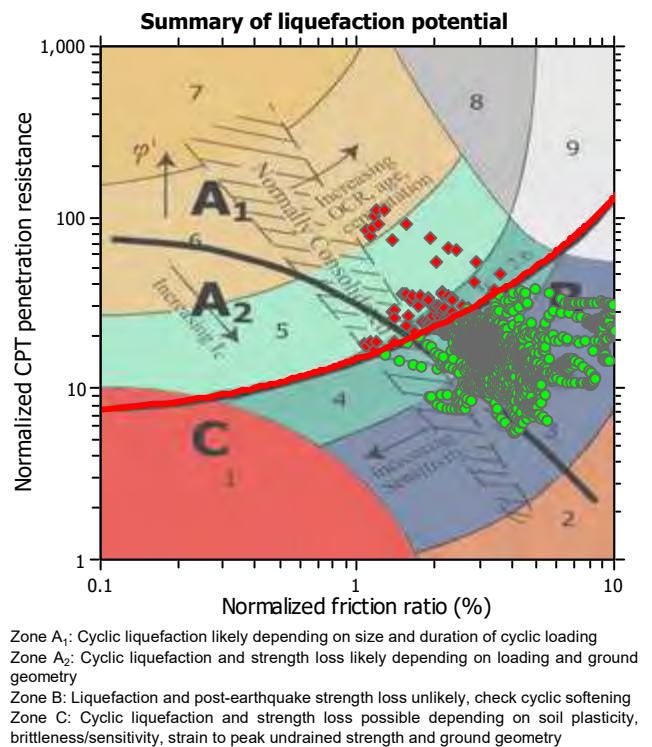 Summary of liquefaction potential
1,000
100
10
1
0.1
1
10
Normalized CPT penetration resistance
Normalized friction ratio (%)
7
8
9
φ'
A1
Increasing
OCR, age,
cementation
Normally
6
A2
Increasing Ic
5
B
4
C
1
Increasing
sensitivity
3
2
Zone A1: Cyclic liquefaction likely depending on size and duration of cyclic loading
Zone A2: Cyclic liquefaction and strength loss likely depending on loading and ground
geometry
Zone B: Liquefaction and post-earthquake strength loss unlikely, check cyclic softening
Zone C: Cyclic liquefaction and strength loss possible depending on soil plasticity,
brittleness/sensitivity, strain to peak undrained strength and ground geometry